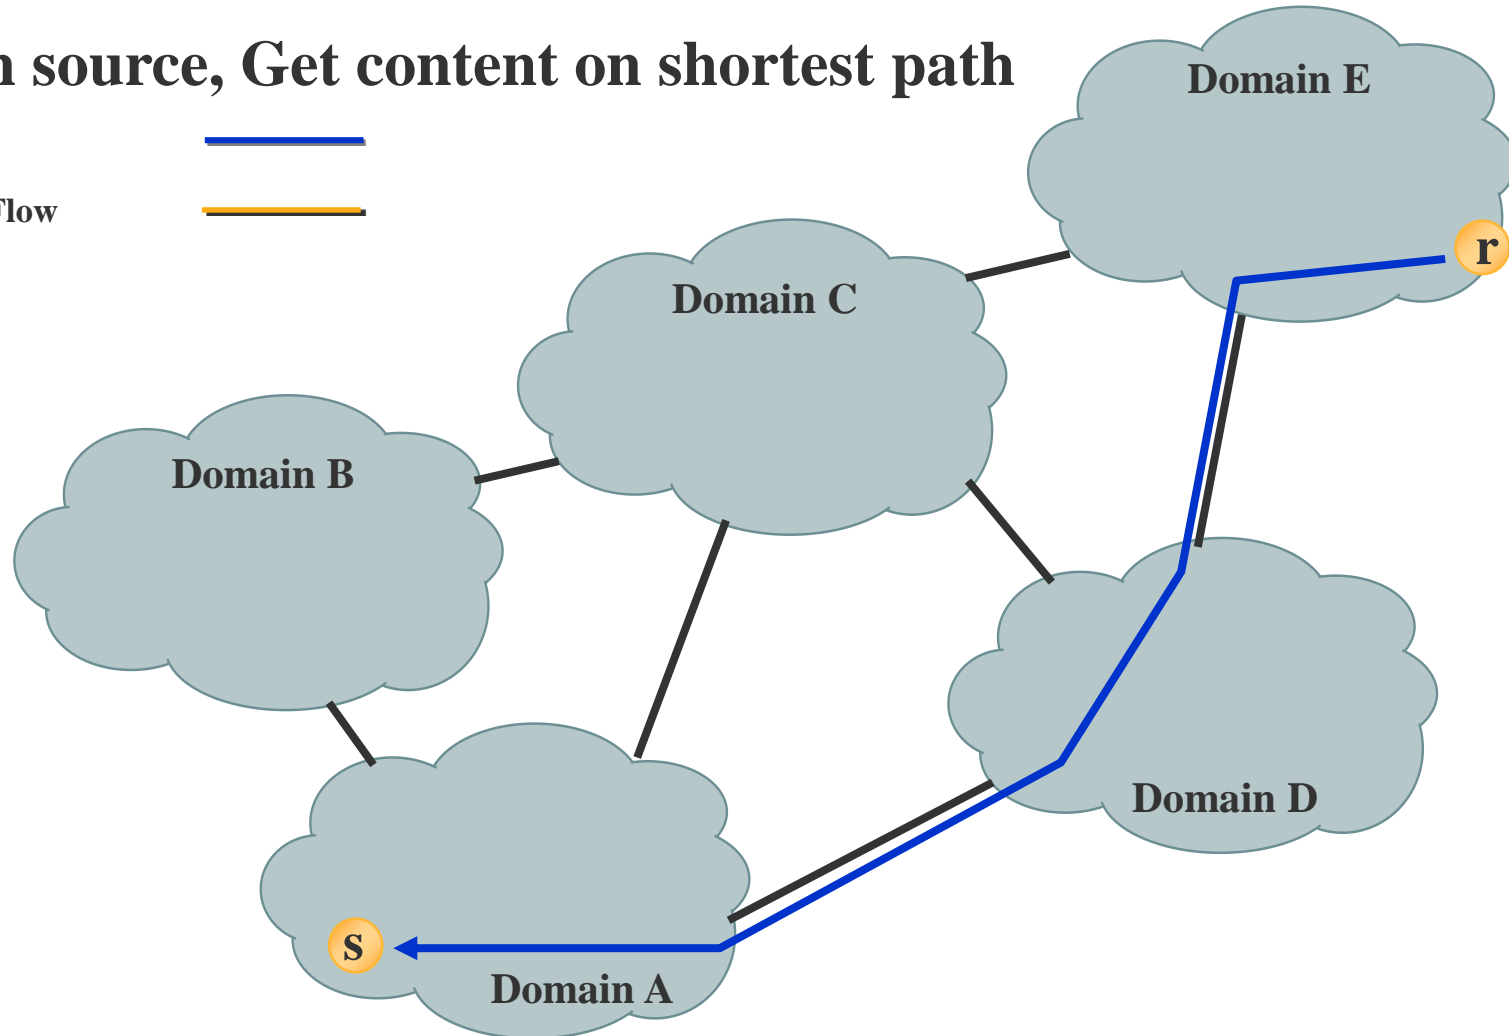 source, Get content on shortest path
Flow
Domain E
r
Domain C
Domain B
Domain D
s
Domain A